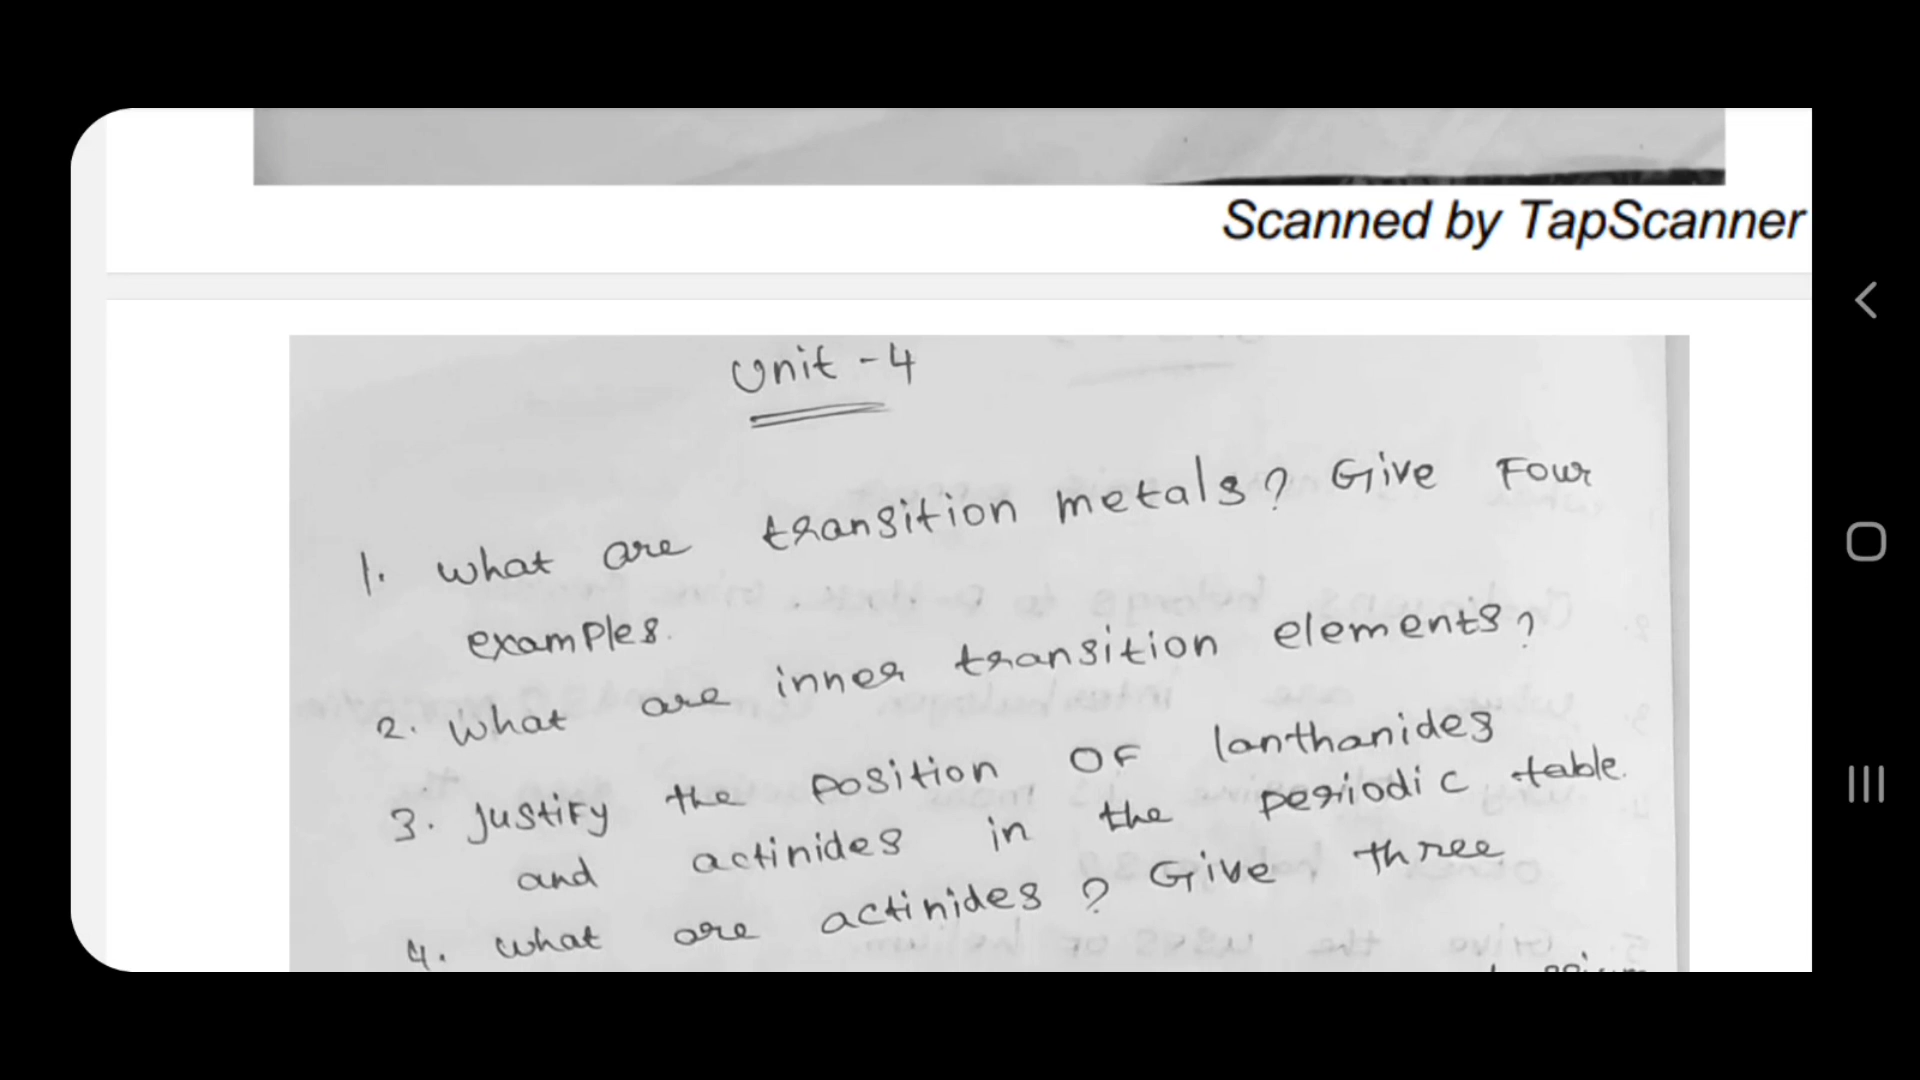 Scanned by TapScanner
Unit - 4
1. What are transition metals? Give Four
examples.
2. What are inner transition elements?
3. Justify the position of lanthanides
and actinides in the periodic table.
4. What are actinides? Give three